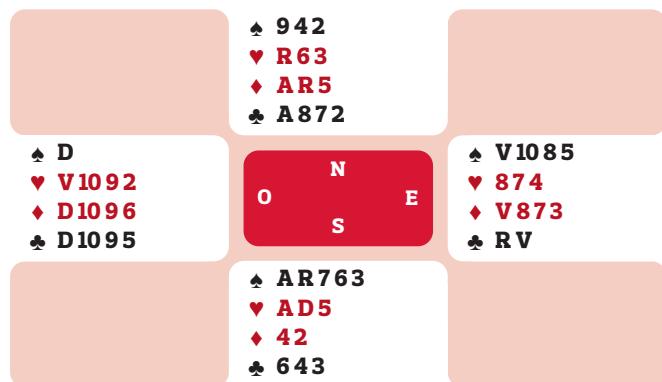 ♠ 942
♥ R63
♦ AR5
♣ A872
♠ D
♥ V1092
♦ D1096
♣ D1095
N
O E
S
♠ V1085
♥ 874
♦ V873
♣ RV
♠ AR763
♥ AD5
♦ 42
♣ 643